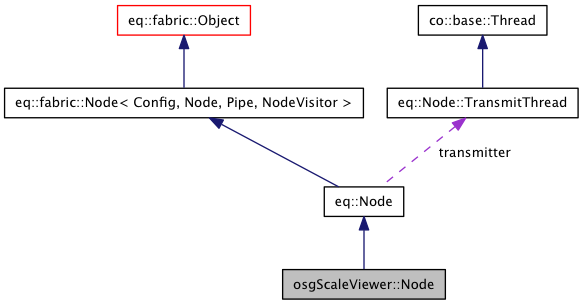 eq::fabric::Object
co::base::Thread
eq::fabric::Node< Config, Node, Pipe, NodeVisitor >
eq::Node::TransmitThread
transmitter
eq::Node
osgScaleViewer::Node